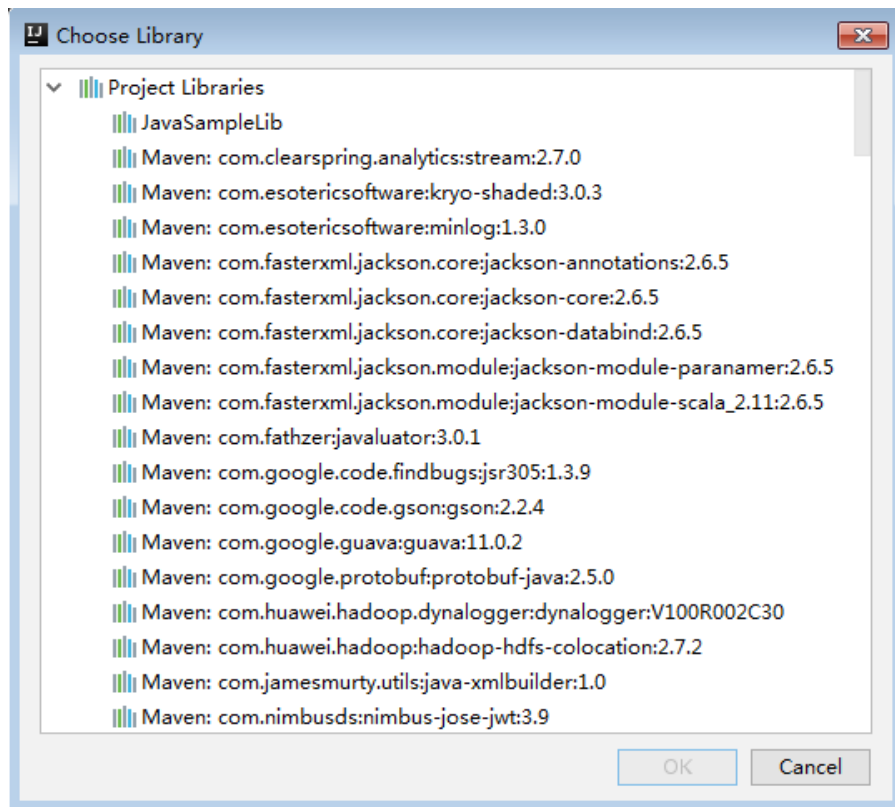 IJ Choose Library
Project Libraries
JavaSampleLib
Maven: com.clearspring.analytics:stream:2.7.0
Maven: com.esotericsoftware:kryo-shaded:3.0.3
Maven: com.esotericsoftware:minlog:1.3.0
Maven: com.fasterxml.jackson.core:jackson-annotations:2.6.5
Maven: com.fasterxml.jackson.core:jackson-core:2.6.5
Maven: com.fasterxml.jackson.core:jackson-databind:2.6.5
Maven: com.fasterxml.jackson.module:jackson-module-paranamer:2.6.5
Maven: com.fasterxml.jackson.module:jackson-module-scala_2.11:2.6.5
Maven: com.fathzer:javaluator:3.0.1
Maven: com.google.code.findbugs:jsr305:1.3.9
Maven: com.google.code.gson:gson:2.2.4
Maven: com.google.guava:guava:11.0.2
Maven: com.google.protobuf:protobuf-java:2.5.0
Maven: com.huawei.hadoop.dynalogger:dynalogger:V100R002C30
Maven: com.huawei.hadoop:hadoop-hdfs-colocation:2.7.2
Maven: com.jamesmurty.utils:java-xmlbuilder:1.0
Maven: com.nimbusds:nimbus-jose-jwt:3.9
OK Cancel